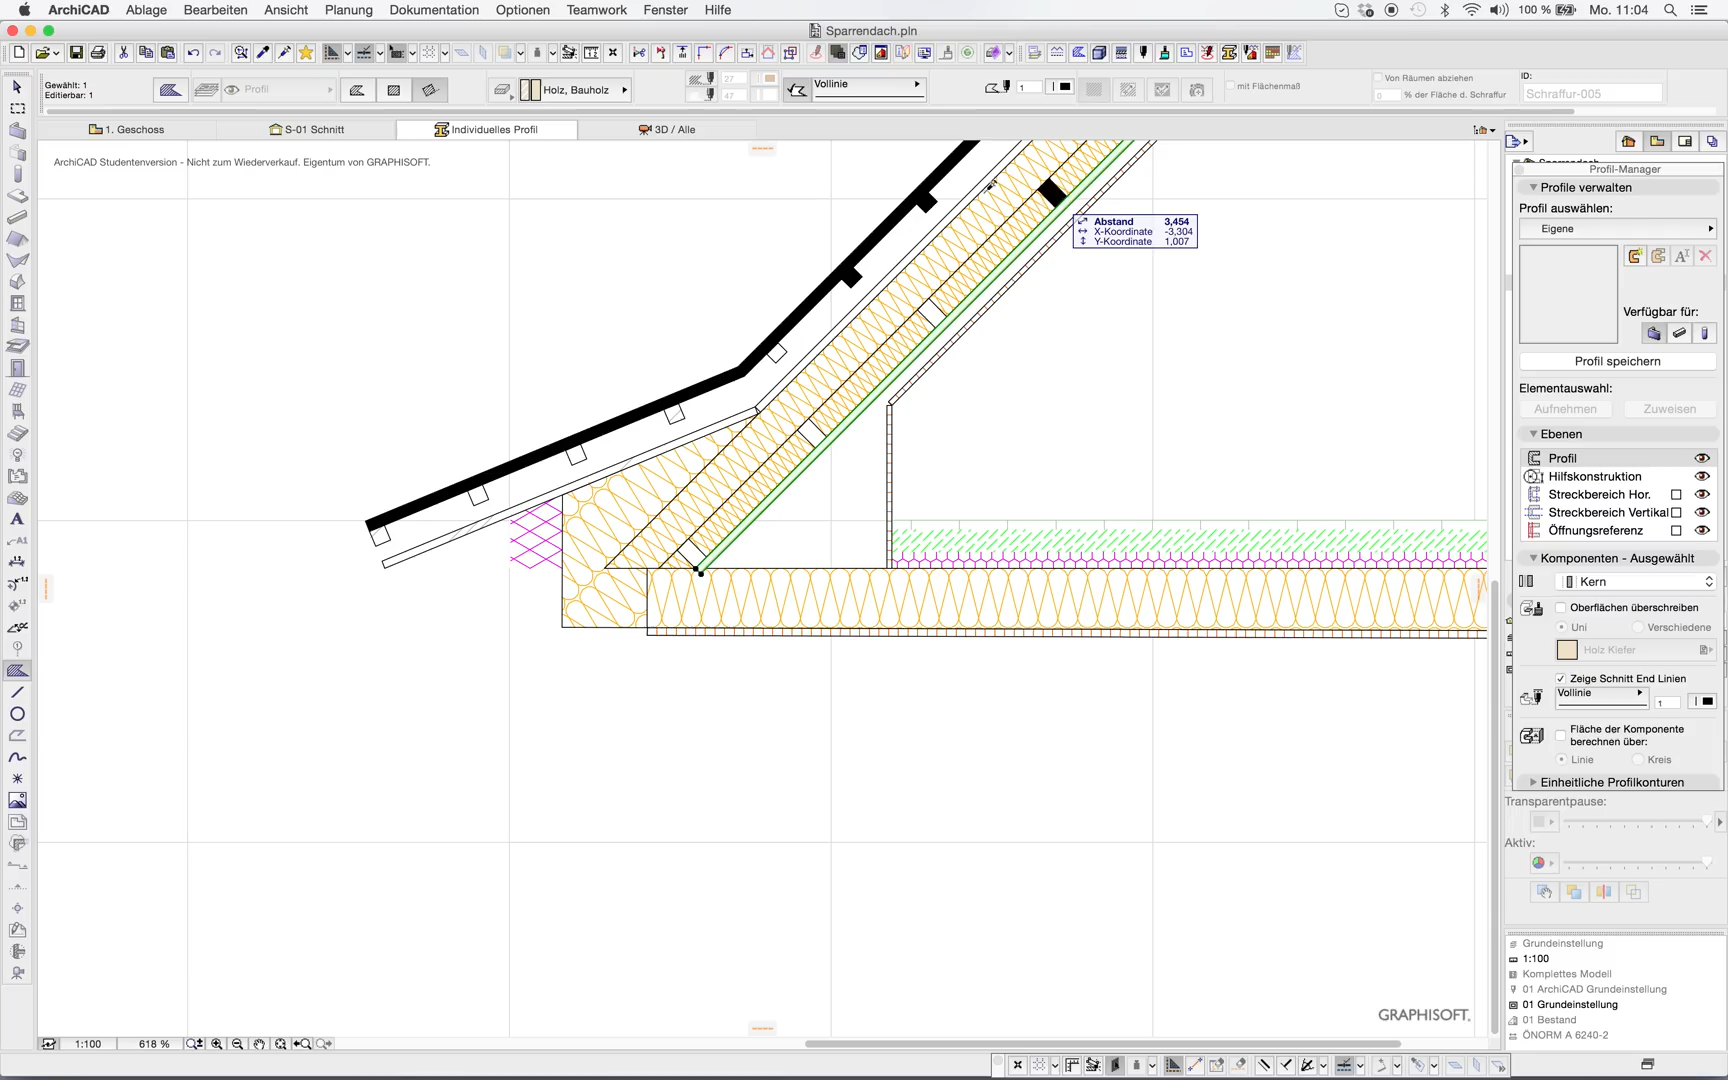 ArchiCAD Ablage Bearbeiten Ansicht Planung Dokumentation Optionen Teamwork Fenster Hilfe 100 % Mo. 11:04
Sparrendach.pln
Gewählt: 1
Editierbar: 1
Profil
Holz, Bauholz
27
47
Vollinie
1
mit Flächenmaß
Von Räumen abziehen
0 % der Fläche d. Schraffur
ID:
Schraffur-005
1. Geschoss
S-01 Schnitt
Individuelles Profil
3D / Alle
ArchiCAD Studentenversion - Nicht zum Wiederverkauf. Eigentum von GRAPHISOFT.
Abstand 3,454
X-Koordinate -3,304
Y-Koordinate 1,007
Profil-Manager
Profile verwalten
Profil auswählen:
Eigene
Verfügbar für:
Profil speichern
Elementauswahl:
Aufnehmen
Zuweisen
Ebenen
Profil
Hilfskonstruktion
Streckbereich Hor.
Streckbereich Vertikal
Öffnungsreferenz
Komponenten - Ausgewählt
Kern
Oberflächen überschreiben
Uni
Verschiedene
Holz Kiefer
Zeige Schnitt End Linien
Vollinie
1
Fläche der Komponente
berechnen über:
Linie
Kreis
Einheitliche Profilkonturen
Transparentpause:
Aktiv:
Grundeinstellung
1:100
Komplettes Modell
01 ArchiCAD Grundeinstellung
01 Grundeinstellung
01 Bestand
ÖNORM A 6240-2
GRAPHISOFT.
1:100
618 %